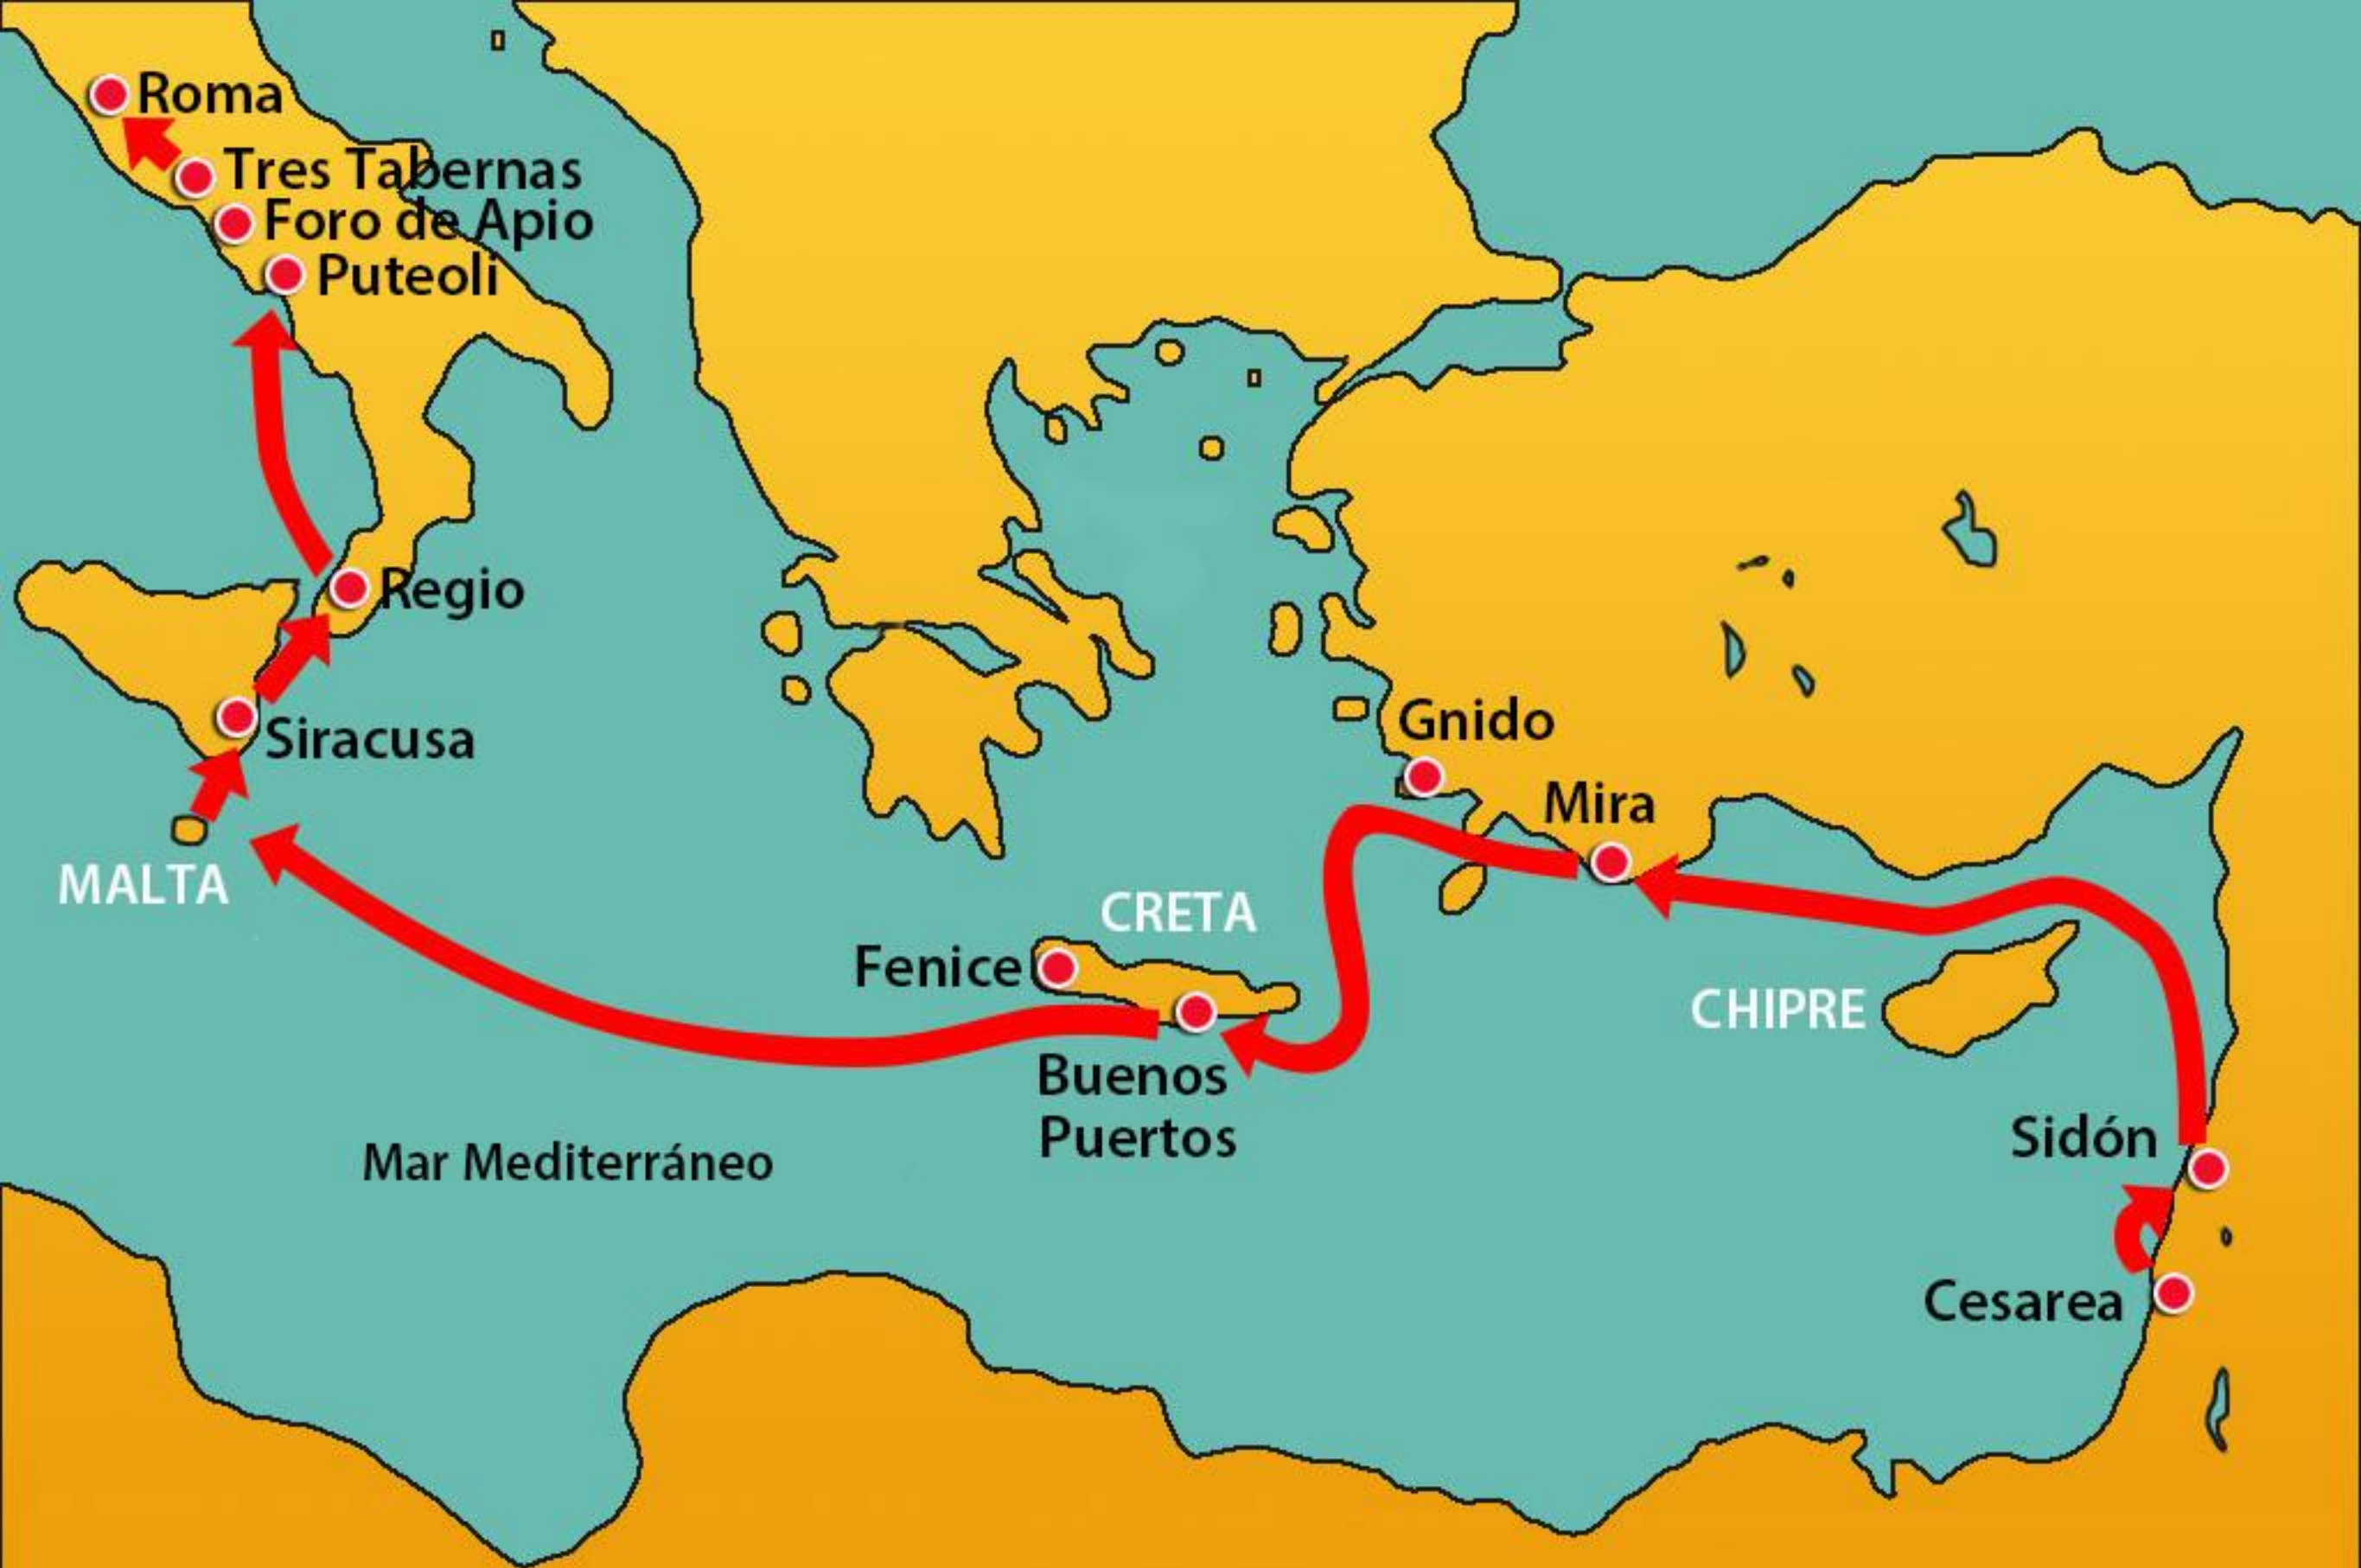 Roma
Tres Tabernas
Foro de Apio
Puteoli
Regio
Siracusa
MALTA
Gnido
Mira
CRETA
Fenice
Buenos
Puertos
CHIPRE
Sidón
Cesarea
Mar Mediterráneo